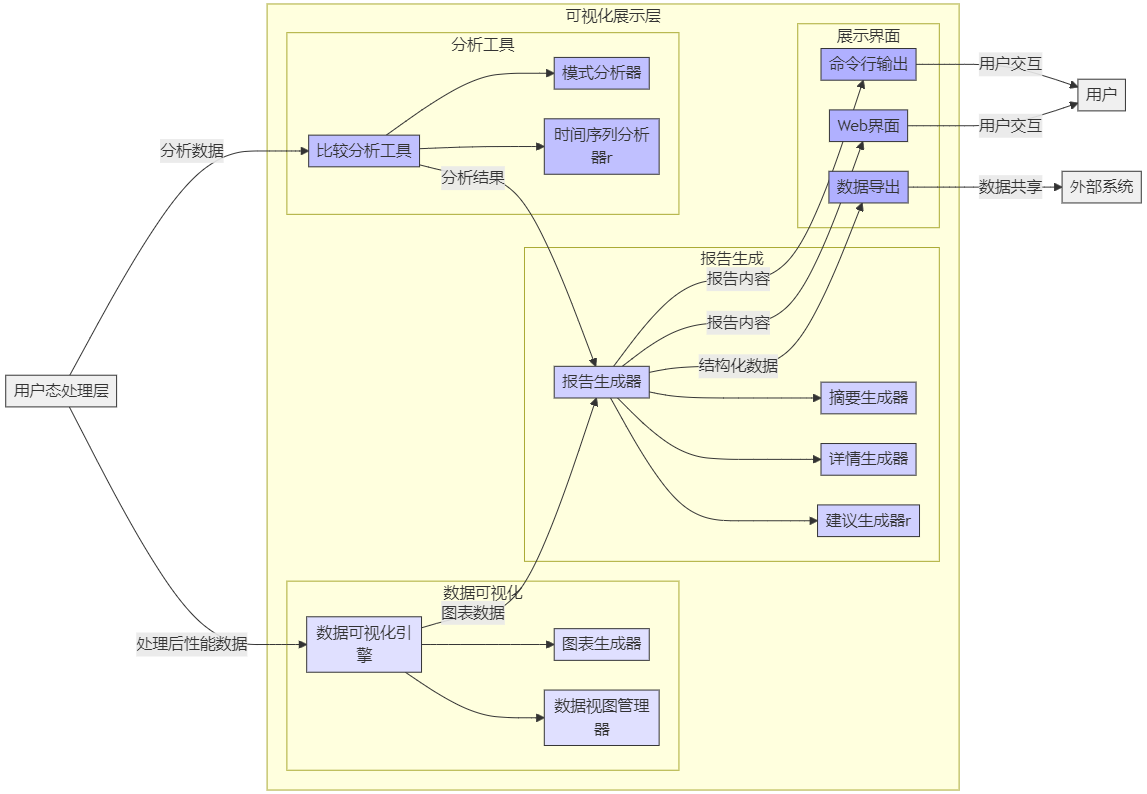 可视化展示层
分析工具
模式分析器
比较分析工具
时间序列分析
器r
分析数据
分析结果
展示界面
命令行输出
Web界面
数据导出
用户交互
用户交互
数据共享
用户
外部系统
报告生成
报告内容
报告内容
结构化数据
报告生成器
摘要生成器
详情生成器
建议生成器r
用户态处理层
数据可视化
图表数据
处理后性能数据
数据可视化引
擎
图表生成器
数据视图管理
器